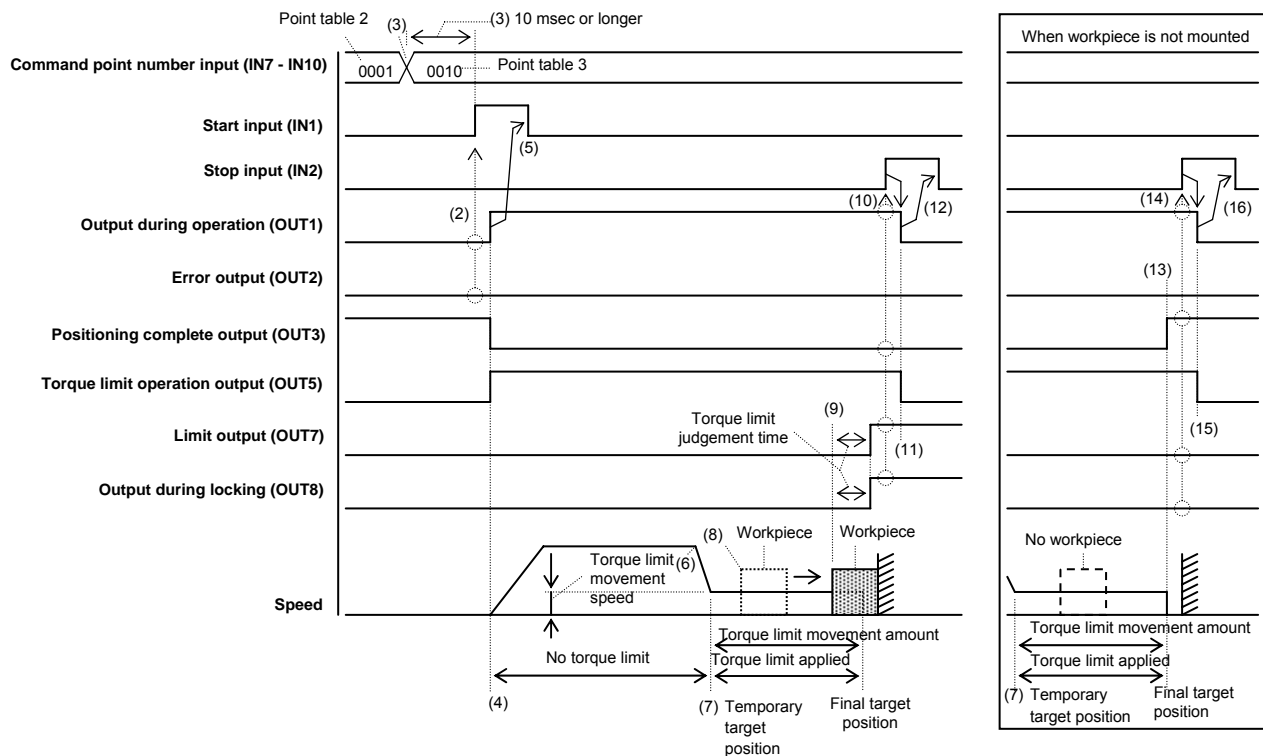 Point table 2
(3)
(3) 10 msec or longer
When workpiece is not mounted
Command point number input (IN7 - IN10)
0001
0010
Point table 3
Start input (IN1)
(5)
Stop input (IN2)
(2)
(10)
(12)
(14)
(16)
Output during operation (OUT1)
(13)
Error output (OUT2)
Positioning complete output (OUT3)
Torque limit operation output (OUT5)
(9)
Torque limit
judgement time
Limit output (OUT7)
(11)
(15)
Output during locking (OUT8)
(8)
Workpiece
Workpiece
No workpiece
Torque limit
movement
speed
(6)
Speed
Torque limit movement amount
Torque limit movement amount
No torque limit
Torque limit applied
Torque limit applied
(4)
(7)
Temporary
target
position
Final target
position
(7)
Temporary
target position
Final target
position